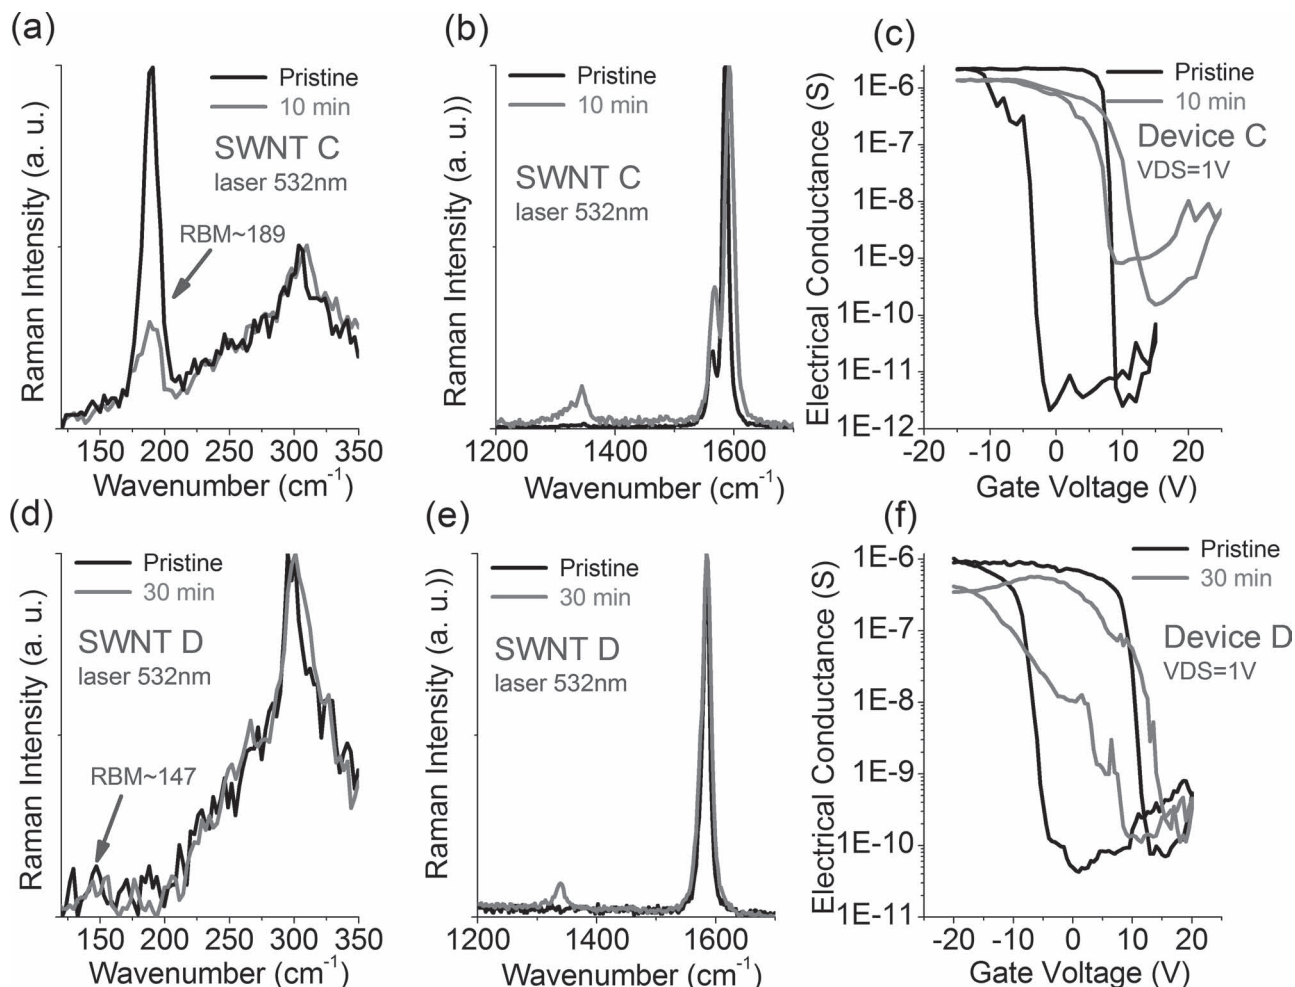 (a)
Raman Intensity (a. u.)
Pristine
10 min
SWNT C
laser 532nm
RBM~189
150 200 250 300 350
Wavenumber (cm⁻¹)
(b)
Raman Intensity (a. u.))
Pristine
10 min
SWNT C
laser 532nm
1200 1400 1600
Wavenumber (cm⁻¹)
(c)
Electrical Conductance (S)
1E-6
1E-7
1E-8
1E-9
1E-10
1E-11
1E-12
Pristine
10 min
Device C
VDS=1V
-20 -10 0 10 20
Gate Voltage (V)
(d)
Raman Intensity (a. u.)
Pristine
30 min
SWNT D
laser 532nm
RBM~147
150 200 250 300 350
Wavenumber (cm⁻¹)
(e)
Raman Intensity (a. u.))
Pristine
30 min
SWNT D
laser 532nm
1200 1400 1600
Wavenumber (cm⁻¹)
(f)
Electrical Conductance (S)
1E-6
1E-7
1E-8
1E-9
1E-10
1E-11
Pristine
30 min
Device D
VDS=1V
-20 -10 0 10 20
Gate Voltage (V)